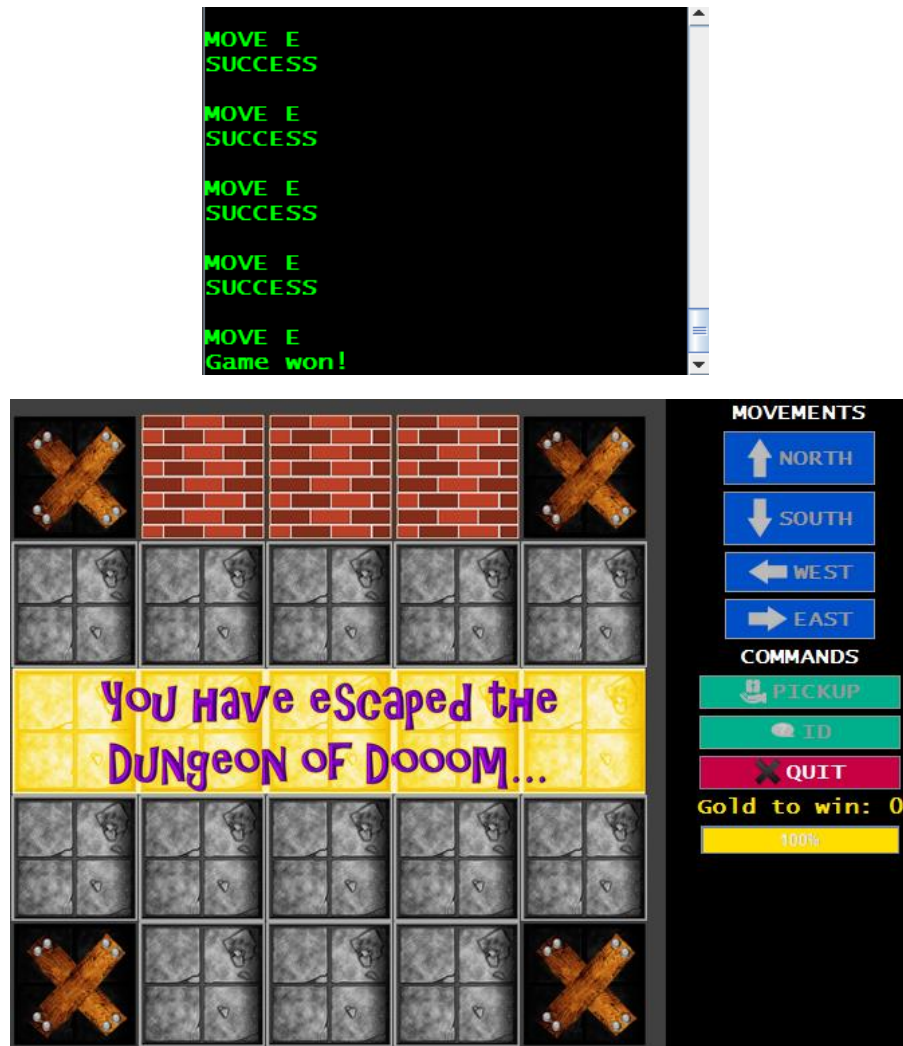 MOVE E
SUCCESS
MOVE E
SUCCESS
MOVE E
SUCCESS
MOVE E
SUCCESS
MOVE E
Game won!
You Have eScaped tHe
DUNgeoN oF DoooM...
MOVEMENTS
NORTH
SOUTH
WEST
EAST
COMMANDS
PICKUP
ID
QUIT
Gold to win: 0
100%